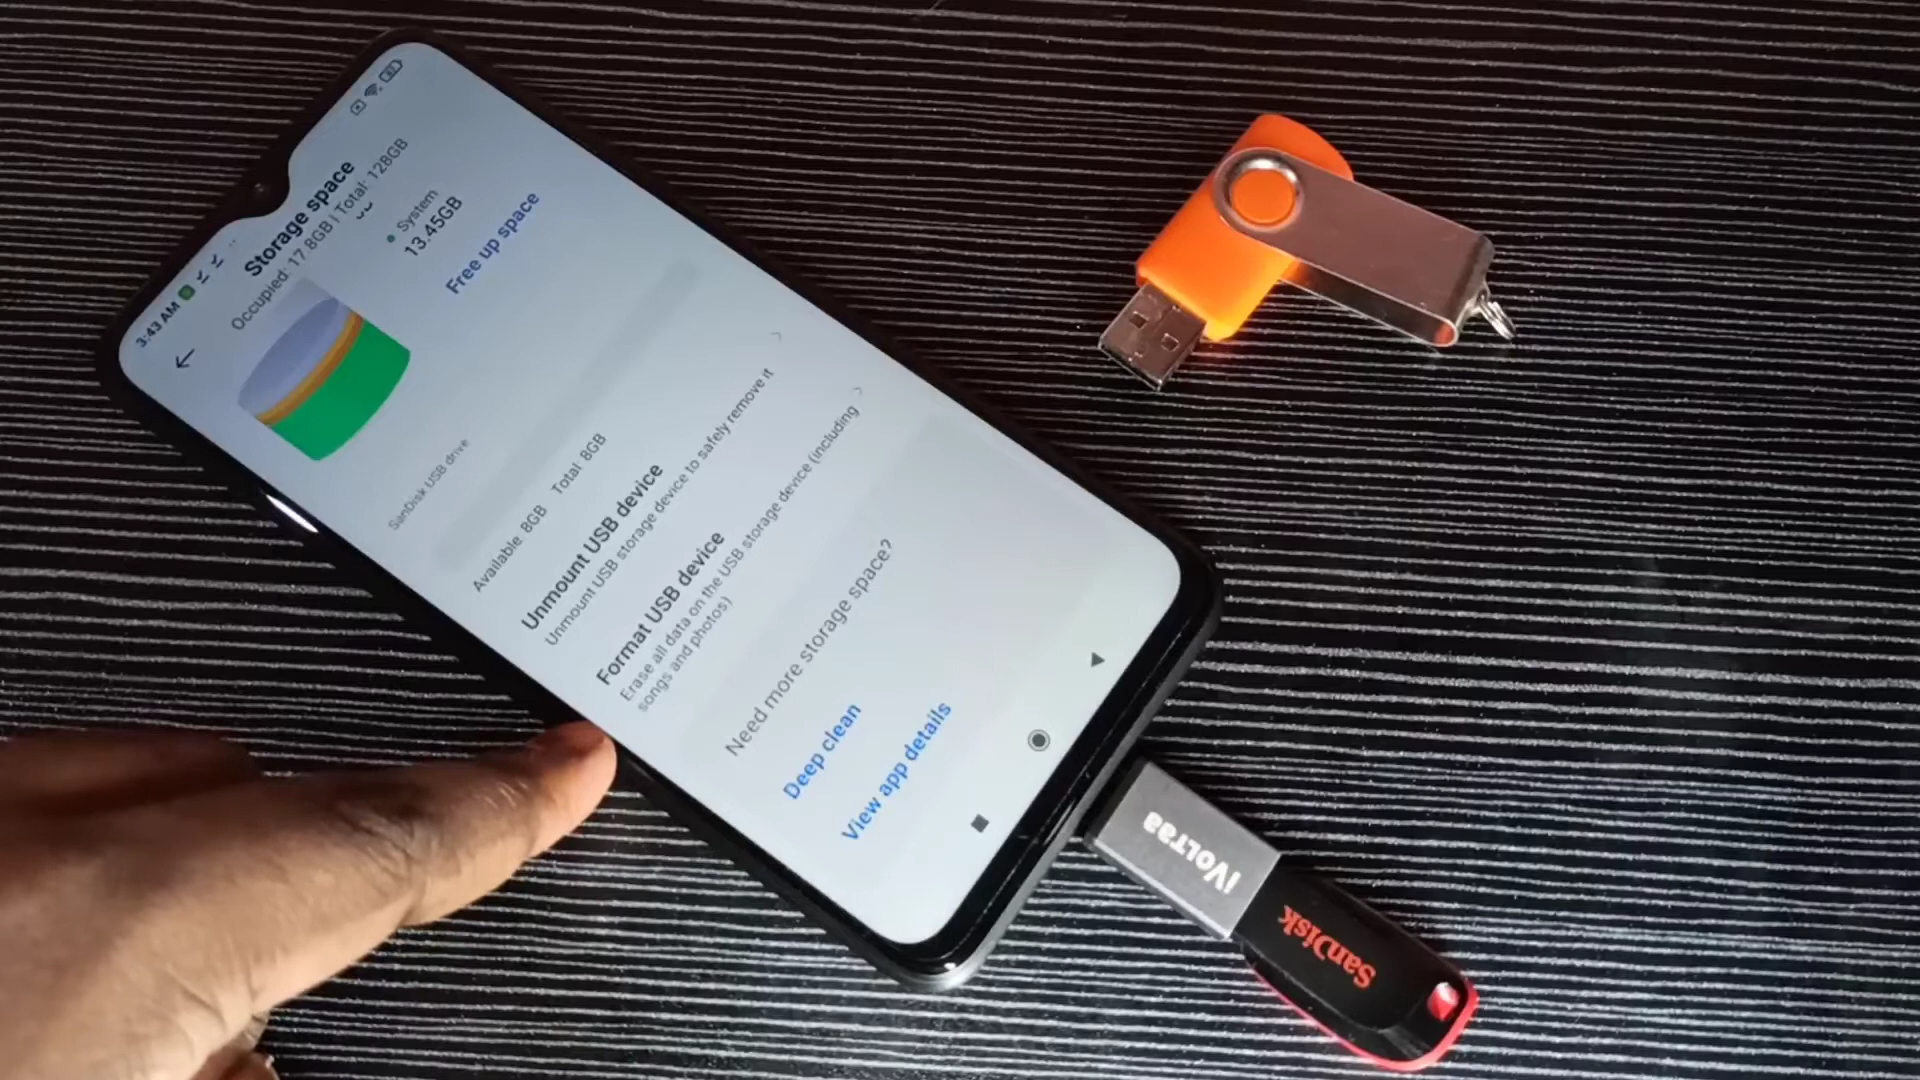 3:43 AM
Storage space
Occupied: 17.8GB | Total: 128GB
System
13.45GB
Free up space
SanDisk USB drive
Available 8GB Total 8GB
Unmount USB device
Unmount USB storage device to safely remove it
Format USB device
Erase all data on the USB storage device (including
songs and photos)
Need more storage space?
Deep clean
View app details
iVOLTaa
SanDisk